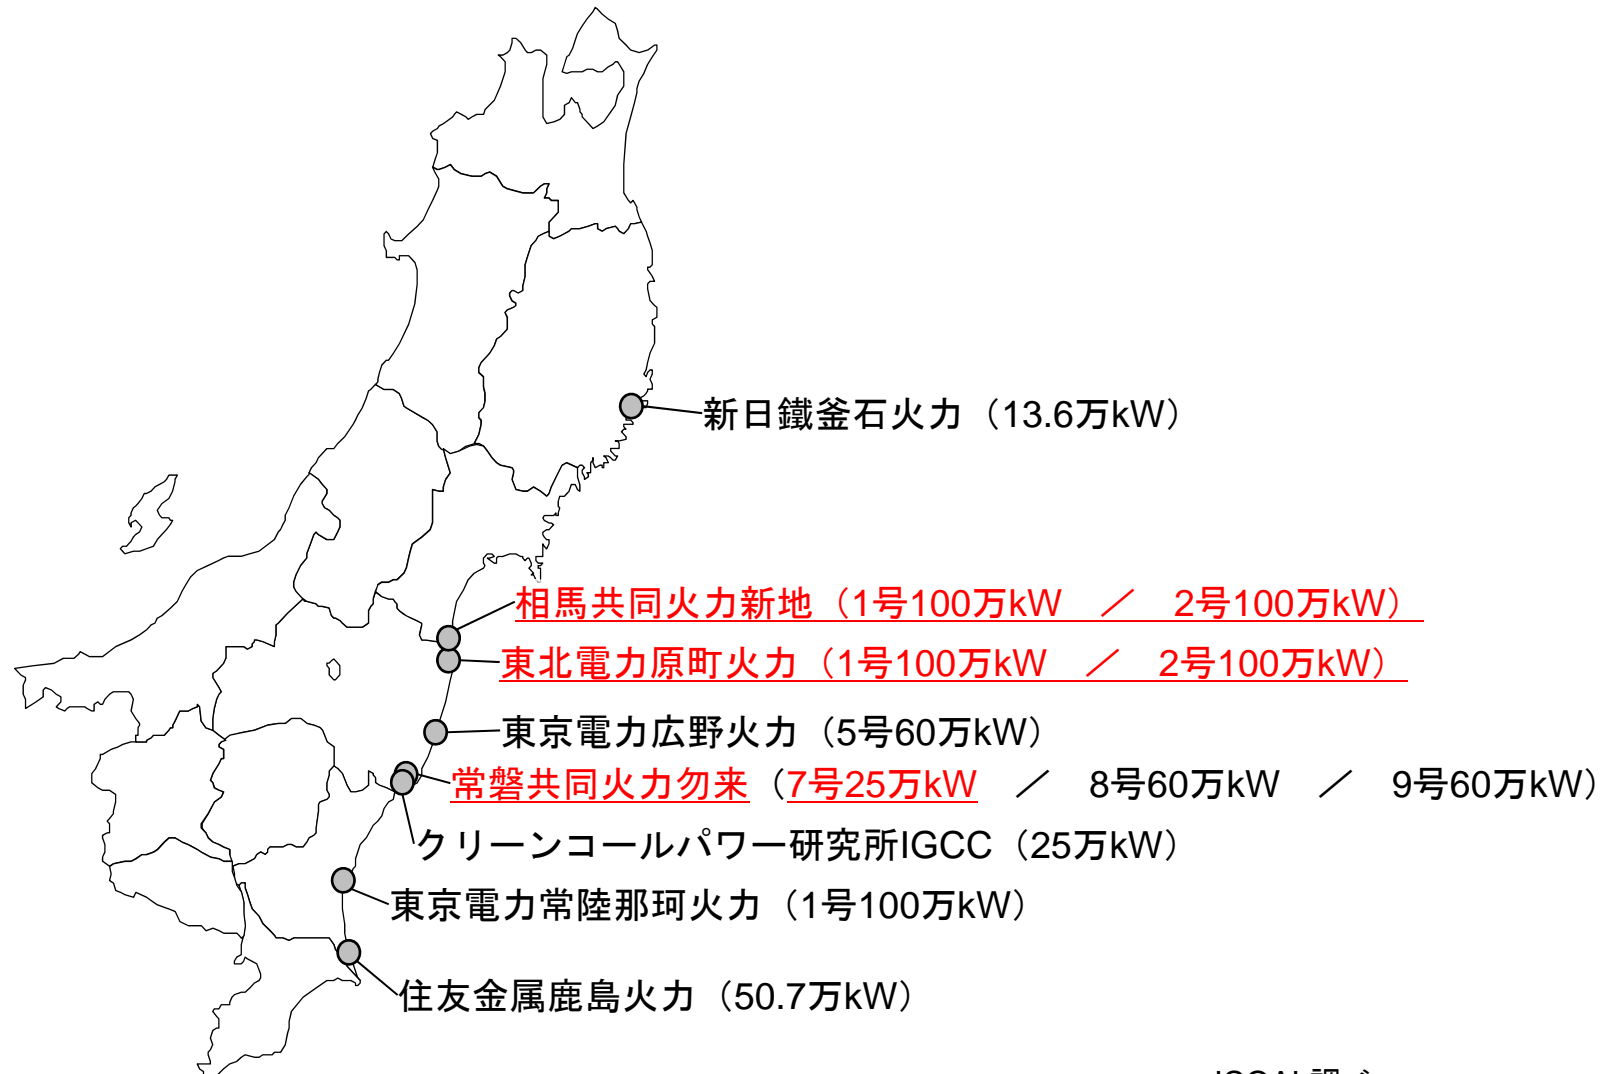 新日鐵釜石火力（13.6万kW）
相馬共同火力新地（1号100万kW　／　2号100万kW）
東北電力原町火力（1号100万kW　／　2号100万kW）
東京電力広野火力（5号60万kW）
常磐共同火力勿来（7号25万kW　／　8号60万kW　／　9号60万kW）
クリーンコールパワー研究所IGCC（25万kW）
東京電力常陸那珂火力（1号100万kW）
住友金属鹿島火力（50.7万kW）